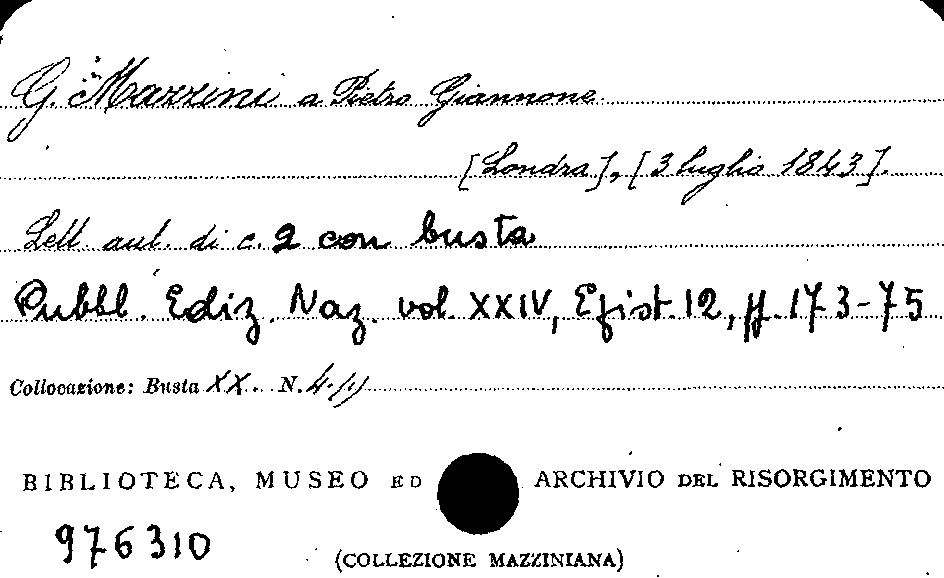 G. Mazzini a Pietro Giannone
[Londra], [3 luglio 1843].
Lett. aut. di c. 2 con busta
Pubbl. Ediz. Naz. vol. XXIV, Epist. 12, pp. 173-75
Collocazione: Busta XX. N. 4
BIBLIOTECA, MUSEO ED ARCHIVIO DEL RISORGIMENTO
976310
(COLLEZIONE MAZZINIANA)